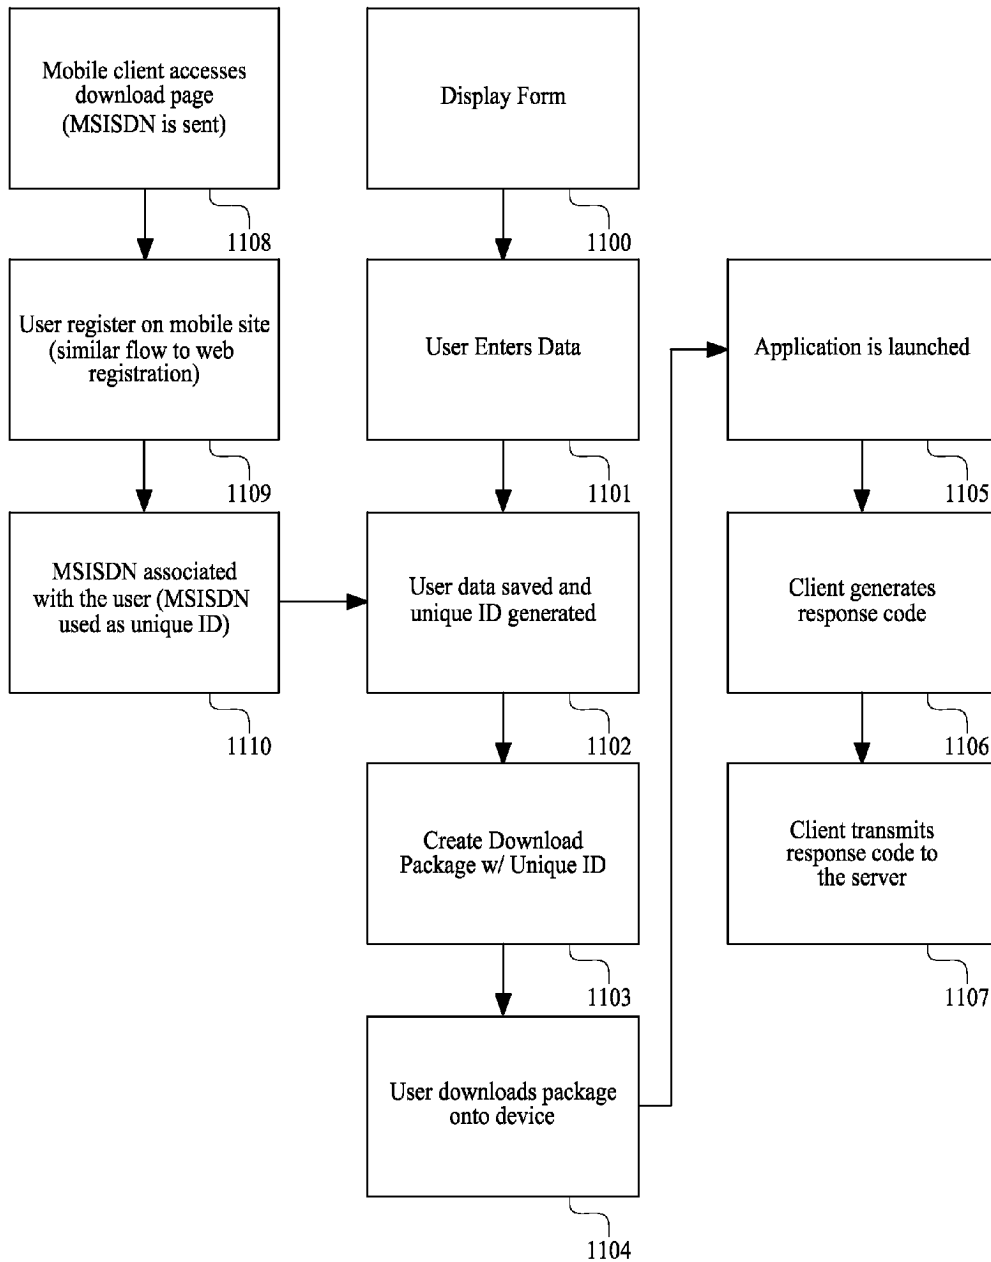 Mobile client accesses
download page
(MSISDN is sent)
1108
User register on mobile site
(similar flow to web
registration)
1109
MSISDN associated
with the user (MSISDN
used as unique ID)
1110
Display Form
1100
User Enters Data
1101
User data saved and
unique ID generated
1102
Create Download
Package w/ Unique ID
1103
User downloads package
onto device
1104
Application is launched
1105
Client generates
response code
1106
Client transmits
response code to
the server
1107